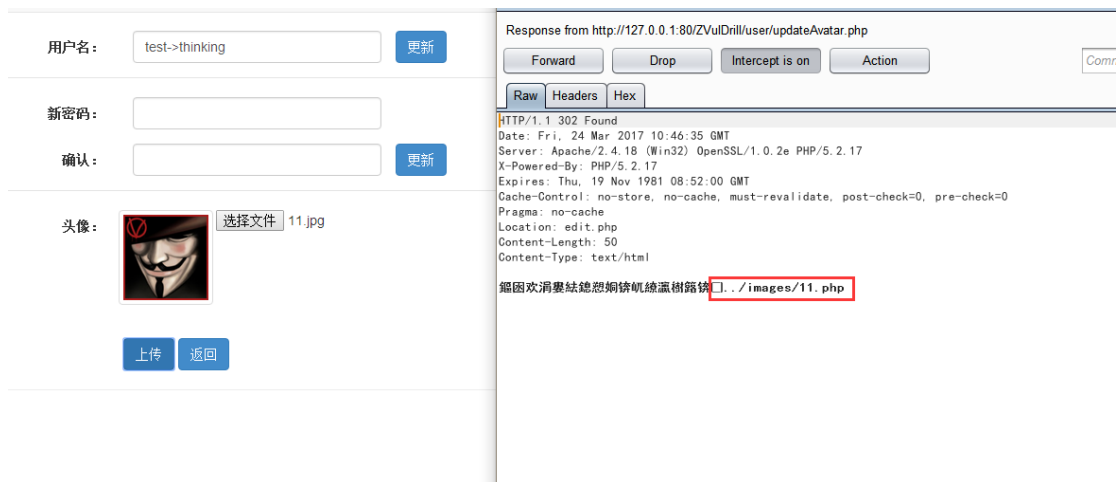 用户名：
test->thinking
更新
新密码：
确认：
更新
头像：
选择文件 11.jpg
上传
返回
Response from http://127.0.0.1:80/ZVulDrill/user/updateAvatar.php
Forward
Drop
Intercept is on
Action
Comm
Raw
Headers
Hex
HTTP/1.1 302 Found
Date: Fri, 24 Mar 2017 10:46:35 GMT
Server: Apache/2.4.18 (Win32) OpenSSL/1.0.2e PHP/5.2.17
X-Powered-By: PHP/5.2.17
Expires: Thu, 19 Nov 1981 08:52:00 GMT
Cache-Control: no-store, no-cache, must-revalidate, post-check=0, pre-check=0
Pragma: no-cache
Location: edit.php
Content-Length: 50
Content-Type: text/html
../images/11.php